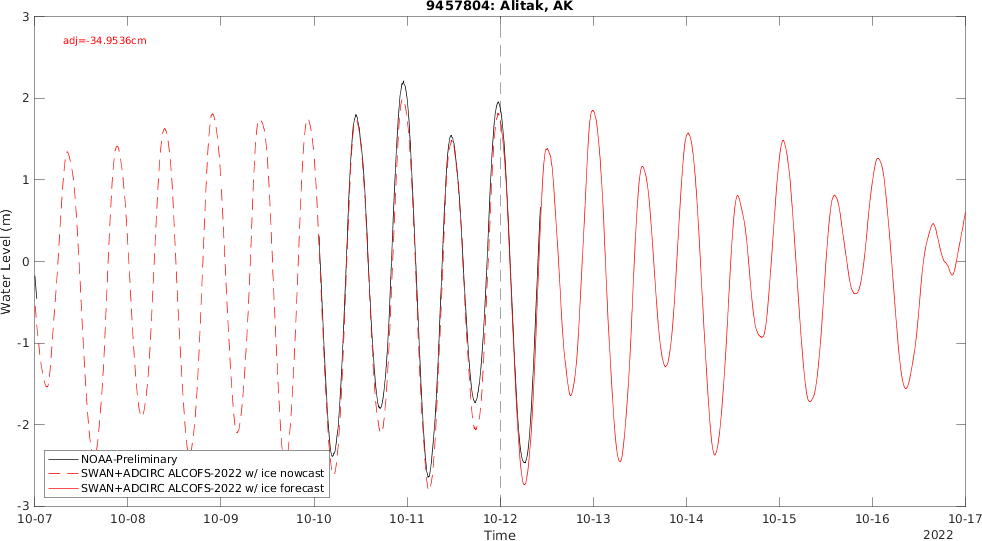 9457804: Alitak, AK
adj=-34.9536cm
Water Level (m)
3
2
1
0
-1
-2
-3
NOAA-Preliminary
SWAN+ADCIRC ALCOFS-2022 w/ ice nowcast
SWAN+ADCIRC ALCOFS-2022 w/ ice forecast
10-07 10-08 10-09 10-10 10-11 10-12 10-13 10-14 10-15 10-16 10-17
Time
2022